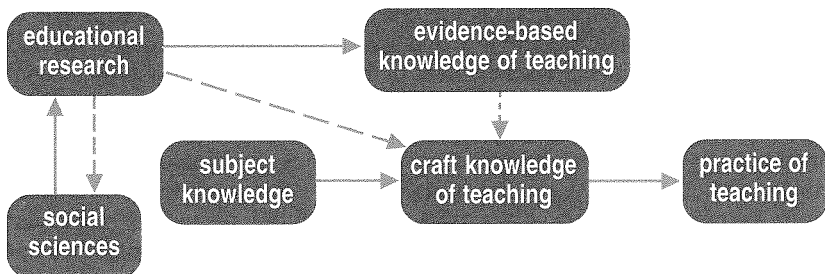 educational
research
evidence-based
knowledge of teaching
subject
knowledge
craft knowledge
of teaching
practice of
teaching
social
sciences